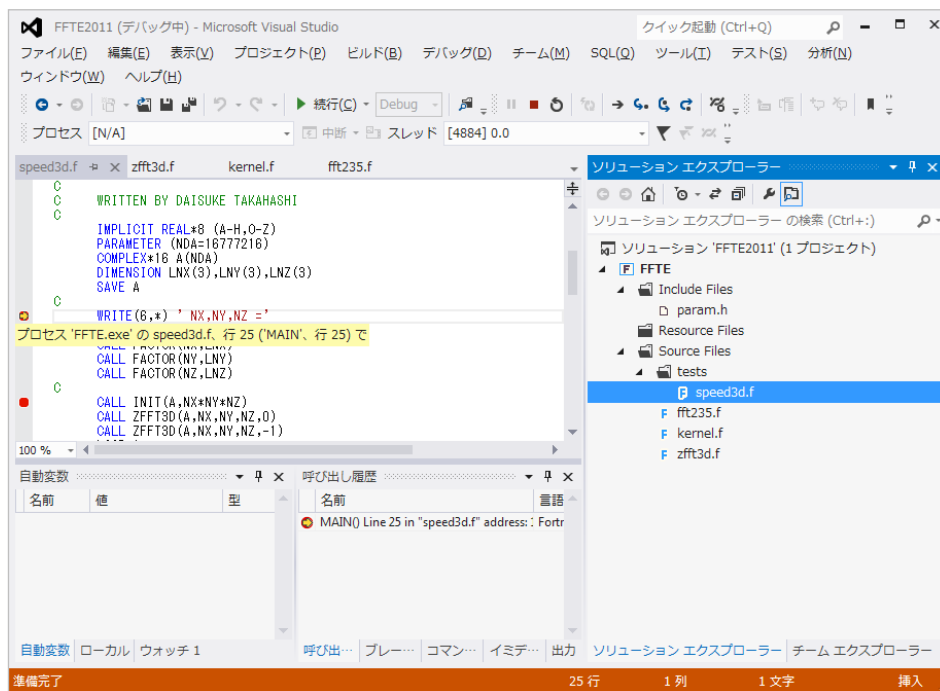 FFTE2011 (デバッグ中) - Microsoft Visual Studio
クイック起動 (Ctrl+Q)
ファイル(F) 編集(E) 表示(V) プロジェクト(P) ビルド(B) デバッグ(D) チーム(M) SQL(Q) ツール(T) テスト(S) 分析(N)
ウィンドウ(W) ヘルプ(H)
続行(C) Debug
プロセス [N/A] 中断 スレッド [4884] 0.0
speed3d.f zfft3d.f kernel.f fft235.f
C
C WRITTEN BY DAISUKE TAKAHASHI
C
IMPLICIT REAL*8 (A-H,O-Z)
PARAMETER (NDA=16777216)
COMPLEX*16 A(NDA)
DIMENSION LNX(3),LNY(3),LNZ(3)
SAVE A
C
WRITE(6,*) ' NX,NY,NZ ='
プロセス 'FFTE.exe' の speed3d.f、行 25 ('MAIN'、行 25) で
CALL FACTOR(NY,LNY)
CALL FACTOR(NZ,LNZ)
C
CALL INIT(A,NX*NY*NZ)
CALL ZFFT3D(A,NX,NY,NZ,0)
CALL ZFFT3D(A,NX,NY,NZ,-1)
100 %
自動変数
名前 値 型
自動変数 ローカル ウォッチ 1
呼び出し履歴
名前 言語
MAIN() Line 25 in "speed3d.f" address: Fortr
呼び出… ブレー… コマン… イミデ… 出力
ソリューション エクスプローラー
ソリューション エクスプローラー の検索 (Ctrl+:)
ソリューション 'FFTE2011' (1 プロジェクト)
FFTE
Include Files
param.h
Resource Files
Source Files
tests
speed3d.f
fft235.f
kernel.f
zfft3d.f
ソリューション エクスプローラー チーム エクスプローラー
準備完了 25 行 1 列 1 文字 挿入